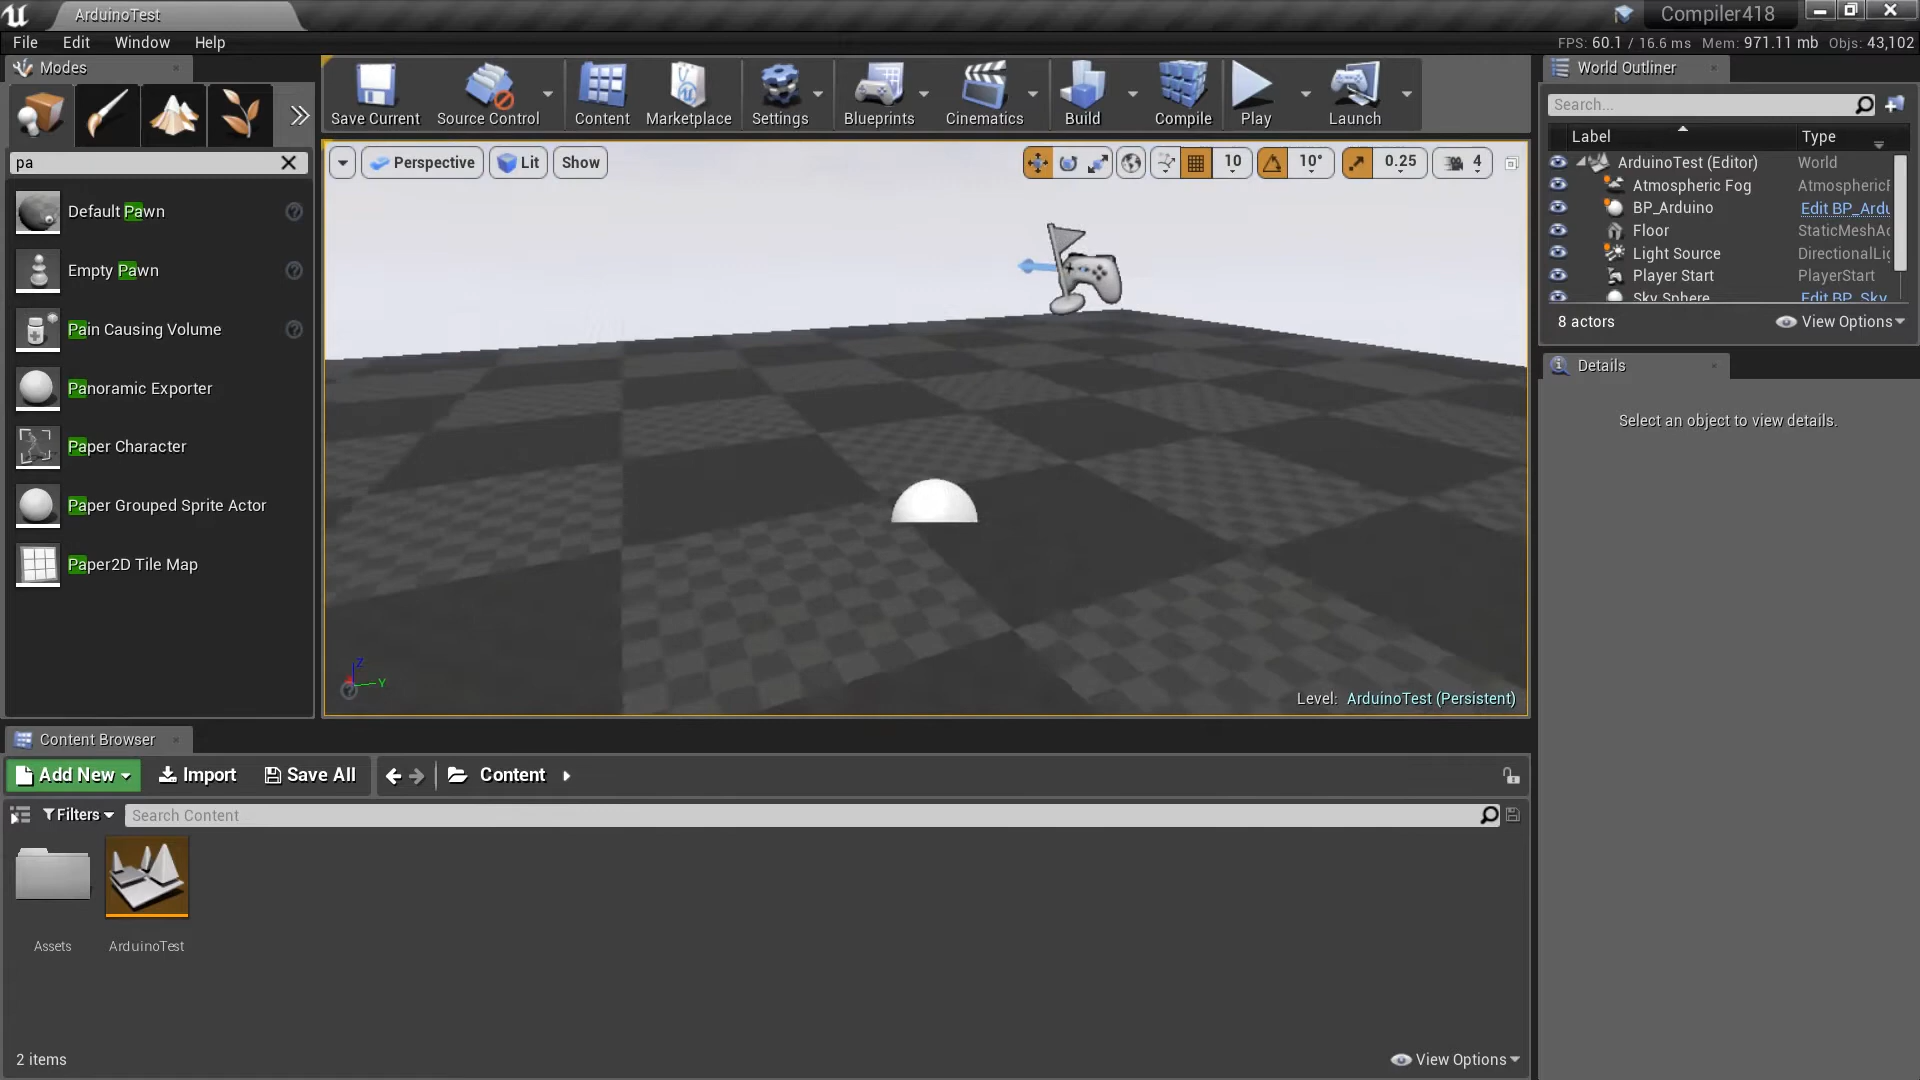 ArduinoTest
Compiler418
File Edit Window Help
FPS: 60.1 / 16.6 ms Mem: 971.11 mb Objs: 43,102
Modes
Save Current
Source Control
Content
Marketplace
Settings
Blueprints
Cinematics
Build
Compile
Play
Launch
pa
Default Pawn
Empty Pawn
Pain Causing Volume
Panoramic Exporter
Paper Character
Paper Grouped Sprite Actor
Paper2D Tile Map
Perspective Lit Show
10 10° 0.25 4
Z
Y
Level: ArduinoTest (Persistent)
World Outliner
Search...
Label Type
ArduinoTest (Editor) World
Atmospheric Fog Atmospheric
BP_Arduino Edit BP_Ardu
Floor StaticMeshAc
Light Source DirectionalLig
Player Start PlayerStart
Sky Sphere Edit BP_Sky
8 actors View Options
Details
Select an object to view details.
Content Browser
Add New Import Save All Content
Filters Search Content
Assets
ArduinoTest
2 items View Options